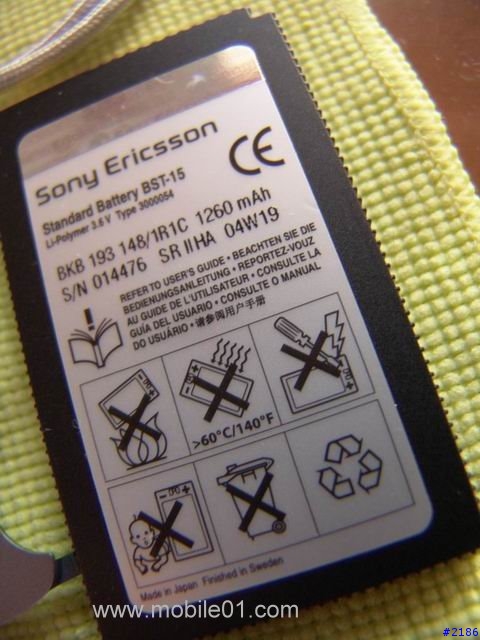 Sony Ericsson
Standard Battery BST-15
Li-Polymer 3.6 V Type 3000054
BKB 193 148/1R1C 1260 mAh
S/N 014476 SR IIHA 04W19
REFER TO USER'S GUIDE • BEACHTEN SIE DIE
BEDIENUNGSANLEITUNG • REPORTEZ-VOUZ
AU GUIDE DE L'UTILISATEUR • CONSULTE LA
GUÍA DEL USUARIO • CONSULTE O MANUAL
DO USUÁRIO • 请参阅用户手册
CE
>60°C/140°F
Made in Japan Finished in Sweden
www.mobile01.com
#2186